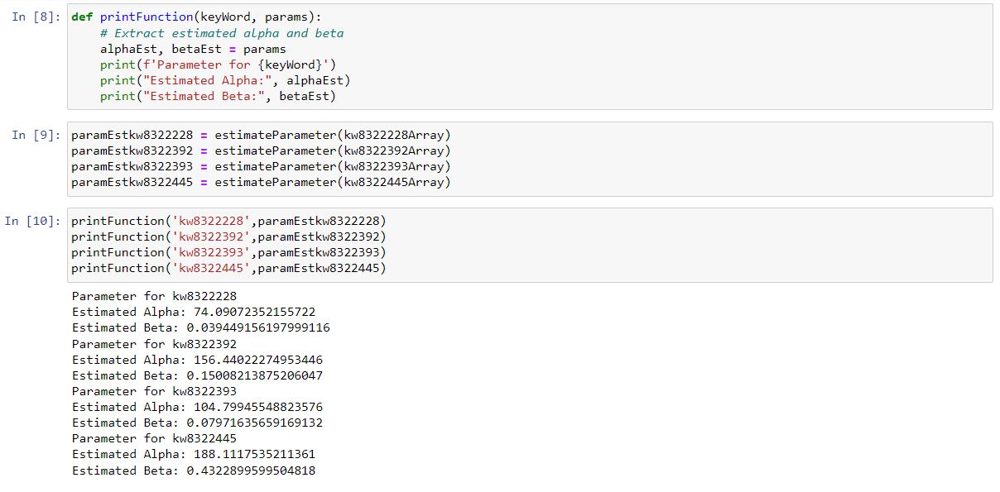 In [8]: def printFunction(keyWord, params):
    # Extract estimated alpha and beta
    alphaEst, betaEst = params
    print(f'Parameter for {keyWord}')
    print("Estimated Alpha:", alphaEst)
    print("Estimated Beta:", betaEst)
In [9]: paramEstkw8322228 = estimateParameter(kw8322228Array)
paramEstkw8322392 = estimateParameter(kw8322392Array)
paramEstkw8322393 = estimateParameter(kw8322393Array)
paramEstkw8322445 = estimateParameter(kw8322445Array)
In [10]: printFunction('kw8322228',paramEstkw8322228)
printFunction('kw8322392',paramEstkw8322392)
printFunction('kw8322393',paramEstkw8322393)
printFunction('kw8322445',paramEstkw8322445)
Parameter for kw8322228
Estimated Alpha: 74.09072352155722
Estimated Beta: 0.039449156197999116
Parameter for kw8322392
Estimated Alpha: 156.44022274953446
Estimated Beta: 0.15008213875206047
Parameter for kw8322393
Estimated Alpha: 104.79945548823576
Estimated Beta: 0.07971635659169132
Parameter for kw8322445
Estimated Alpha: 188.1117535211361
Estimated Beta: 0.4322899599504818